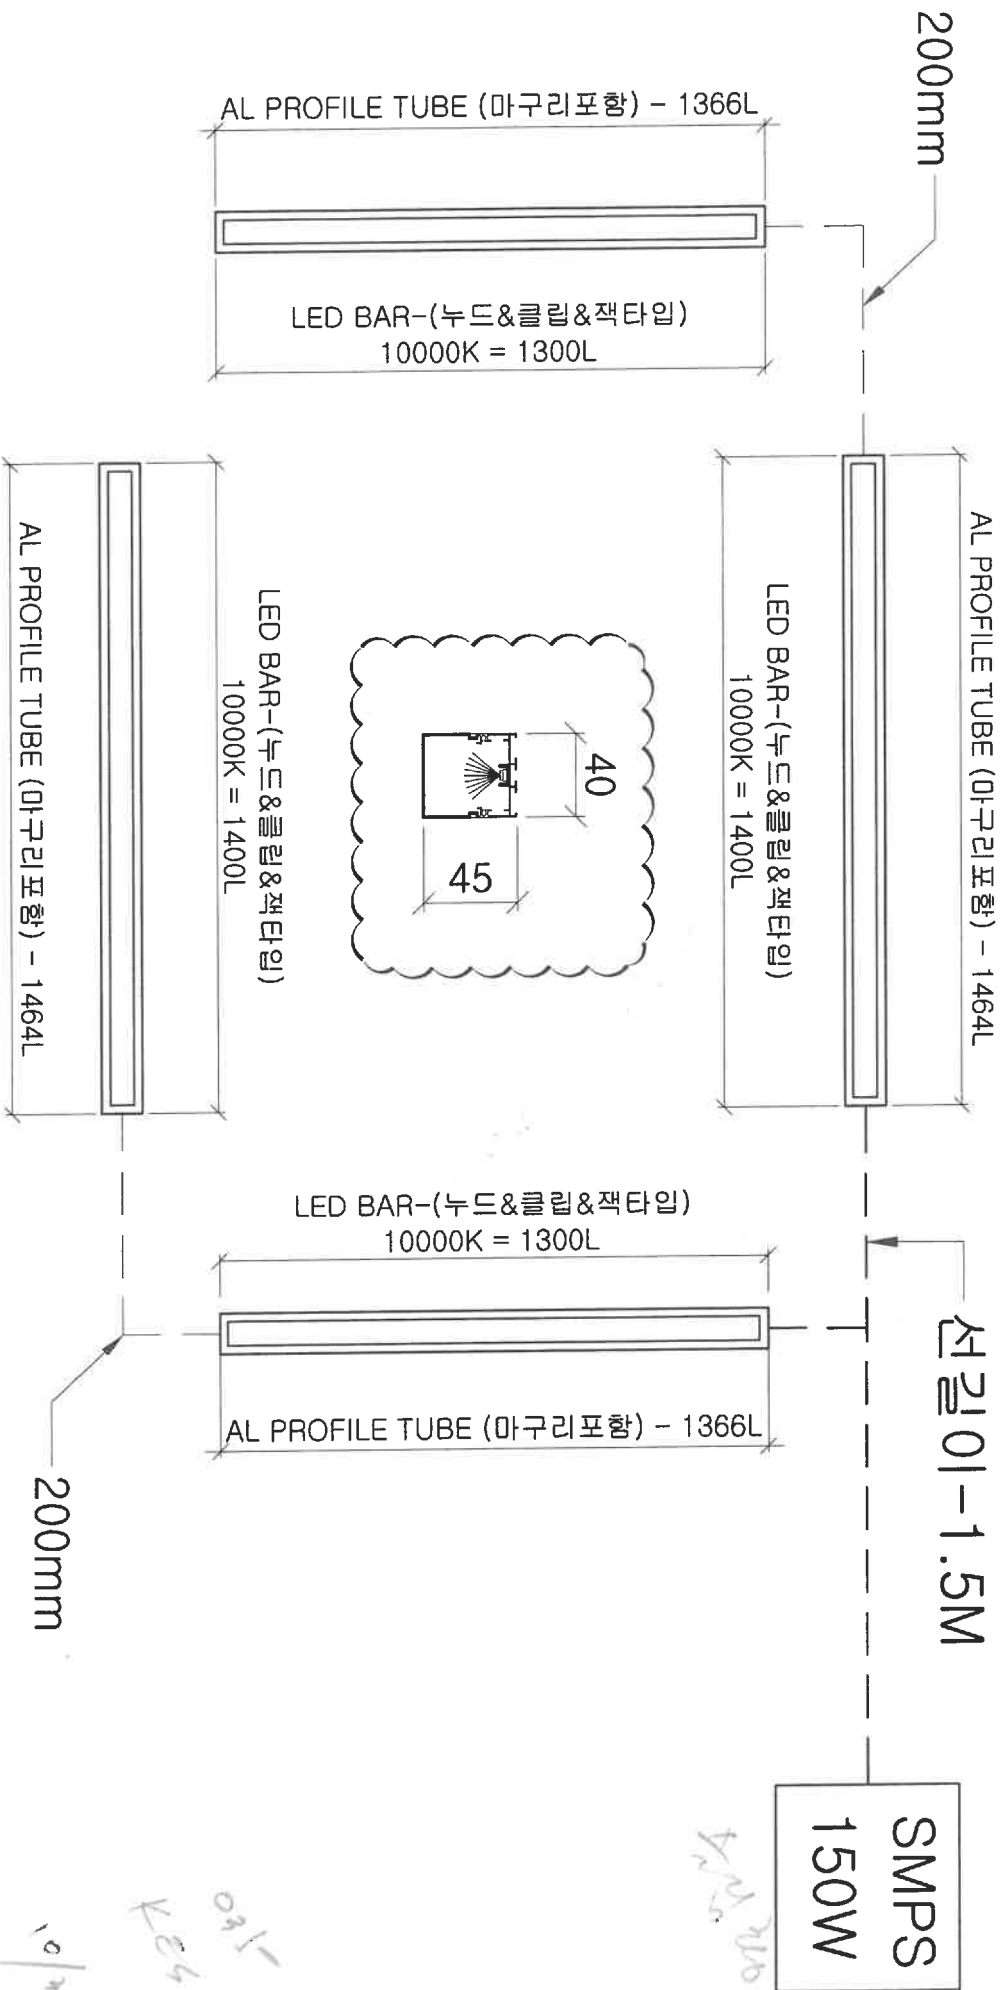 200mm
AL PROFILE TUBE (마구리포함) - 1366L
LED BAR-(누드&클립&잭타입)
10000K = 1300L
AL PROFILE TUBE (마구리포함) - 1464L
LED BAR-(누드&클립&잭타입)
10000K = 1400L
40
45
LED BAR-(누드&클립&잭타입)
10000K = 1400L
AL PROFILE TUBE (마구리포함) - 1464L
LED BAR-(누드&클립&잭타입)
10000K = 1300L
AL PROFILE TUBE (마구리포함) - 1366L
선길이-1.5M
200mm
SMPS
150W
031-